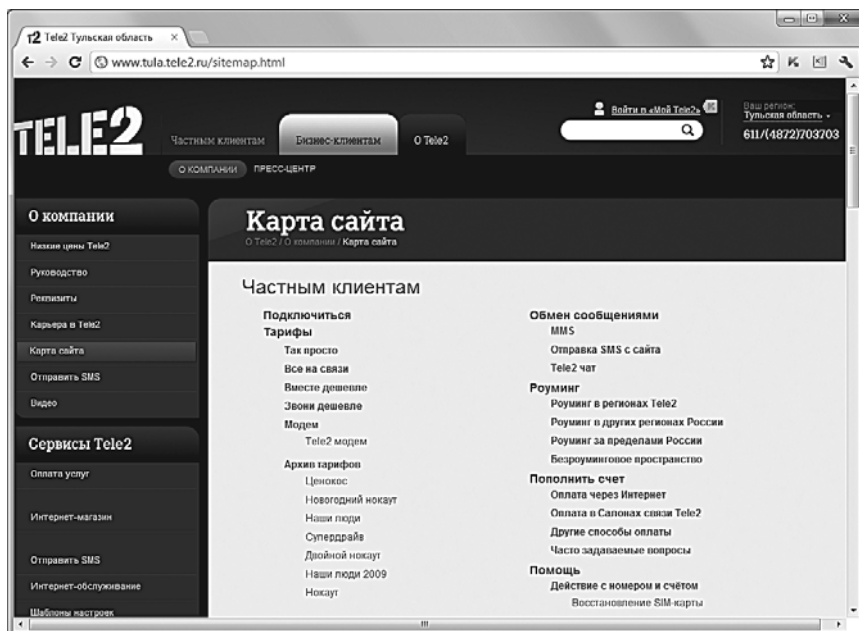 Tele2 Тульская область
www.tula.tele2.ru/sitemap.html
TELE2
Частным клиентам
Бизнес-клиентам
О Tele2
Войти в «Мой Tele2»
Ваш регион:
Тульская область
611/(4872)703703
О КОМПАНИИ
ПРЕСС-ЦЕНТР
О компании
Низкие цены Tele2
Руководство
Реквизиты
Карьера в Tele2
Карта сайта
Отправить SMS
Видео
Сервисы Tele2
Оплата услуг
Интернет-магазин
Отправить SMS
Интернет-обслуживание
Шаблоны настроек
Карта сайта
О Tele2 / О компании / Карта сайта
Частным клиентам
Подключиться
Тарифы
Так просто
Все на связи
Вместе дешевле
Звони дешевле
Модем
Tele2 модем
Архив тарифов
Ценокос
Новогодний нокаут
Наши люди
Супердрайв
Двойной нокаут
Наши люди 2009
Нокаут
Обмен сообщениями
MMS
Отправка SMS с сайта
Tele2 чат
Роуминг
Роуминг в регионах Tele2
Роуминг в других регионах России
Роуминг за пределами России
Безроуминговое пространство
Пополнить счет
Оплата через Интернет
Оплата в Салонах связи Tele2
Другие способы оплаты
Часто задаваемые вопросы
Помощь
Действие с номером и счётом
Восстановление SIM-карты